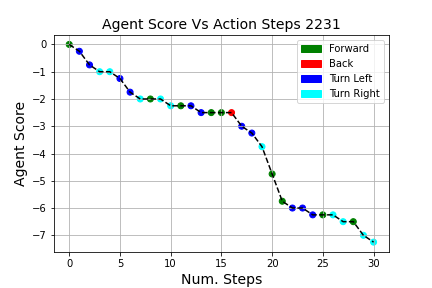 Agent Score Vs Action Steps 2231
Forward
Back
Turn Left
Turn Right
Agent Score
0
−1
−2
−3
−4
−5
−6
−7
0 5 10 15 20 25 30
Num. Steps